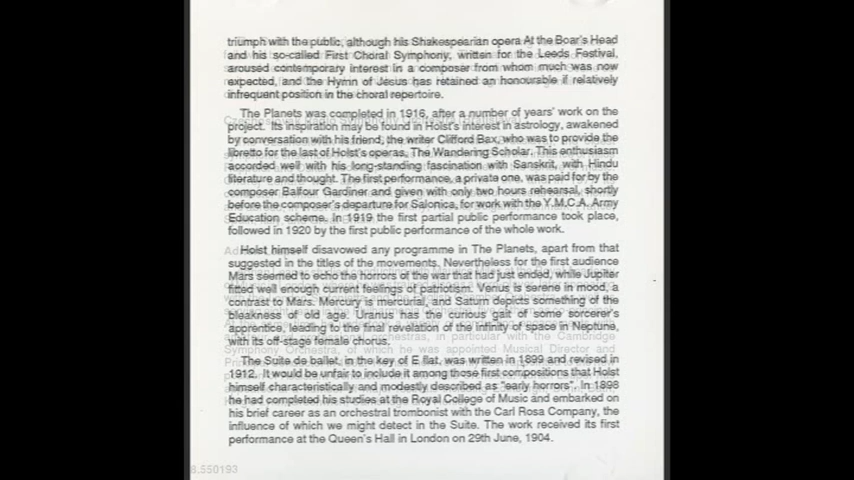 triumph with the public, although his Shakespearian opera At the Boar's Head
and his so-called First Choral Symphony, written for the Leeds Festival,
aroused contemporary interest in a composer from whom much was now
expected, and the Hymn of Jesus has retained an honourable if relatively
infrequent position in the choral repertoire.
The Planets was completed in 1916, after a number of years' work on the
project. Its inspiration may be found in Holst's interest in astrology, awakened
by conversation with his friend, the writer Clifford Bax, who was to provide the
libretto for the last of Holst's operas, The Wandering Scholar. This enthusiasm
accorded well with his long-standing fascination with Sanskrit, with Hindu
literature and thought. The first performance, a private one, was paid for by the
composer Balfour Gardiner and given with only two hours rehearsal, shortly
before the composer's departure for Salonica, for work with the Y.M.C.A. Army
Education scheme. In 1919 the first partial public performance took place,
followed in 1920 by the first public performance of the whole work.
Holst himself disavowed any programme in The Planets, apart from that
suggested in the titles of the movements. Nevertheless for the first audience
Mars seemed to echo the horrors of the war that had just ended, while Jupiter
fitted well enough current feelings of patriotism. Venus is serene in mood, a
contrast to Mars. Mercury is mercurial, and Saturn depicts something of the
bleakness of old age. Uranus has the curious gait of some sorcerer's
apprentice, leading to the final revelation of the infinity of space in Neptune,
with its off-stage female chorus.
orchestras, in particular with the Cambridge
Symphony Orchestra, of which he was appointed Musical Director and
The Suite de ballet, in the key of E flat, was written in 1899 and revised in
1912. It would be unfair to include it among those first compositions that Holst
himself characteristically and modestly described as "early horrors". In 1898
he had completed his studies at the Royal College of Music and embarked on
his brief career as an orchestral trombonist with the Carl Rosa Company, the
influence of which we might detect in the Suite. The work received its first
performance at the Queen's Hall in London on 29th June, 1904.
8.550193